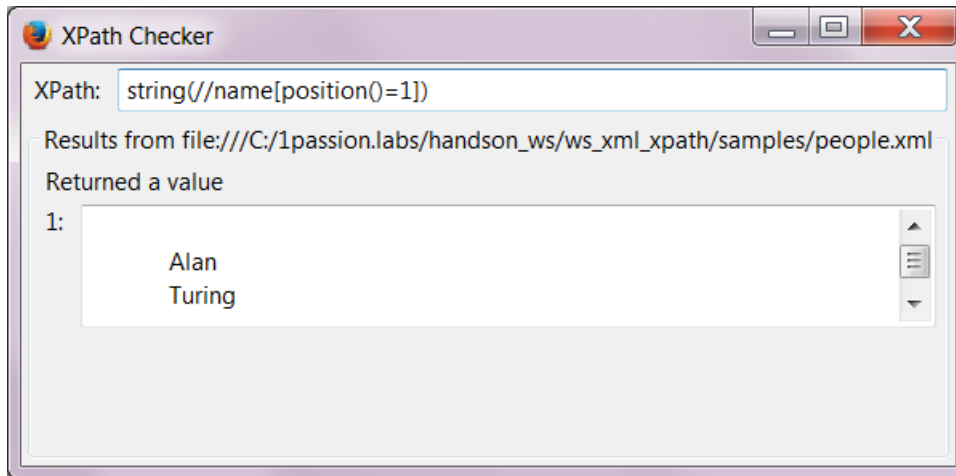 XPath Checker
XPath: string(//name[position()=1])
Results from file:///C:/1passion.labs/handson_ws/ws_xml_xpath/samples/people.xml
Returned a value
1:
Alan
Turing